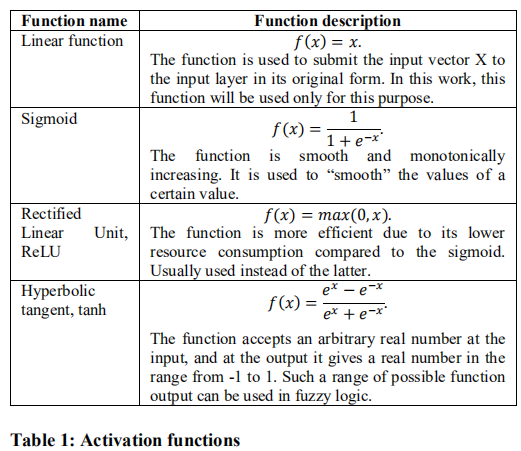 Function name Function description
Linear function f(x) = x.
The function is used to submit the input vector X to
the input layer in its original form. In this work, this
function will be used only for this purpose.
Sigmoid f(x) = 1 / (1 + e^{-x}).
The function is smooth and monotonically
increasing. It is used to “smooth” the values of a
certain value.
Rectified Linear Unit, ReLU f(x) = max(0, x).
The function is more efficient due to its lower
resource consumption compared to the sigmoid.
Usually used instead of the latter.
Hyperbolic tangent, tanh f(x) = (e^x − e^{−x}) / (e^x + e^{−x}).
The function accepts an arbitrary real number at the
input, and at the output it gives a real number in the
range from -1 to 1. Such a range of possible function
output can be used in fuzzy logic.
Table 1: Activation functions